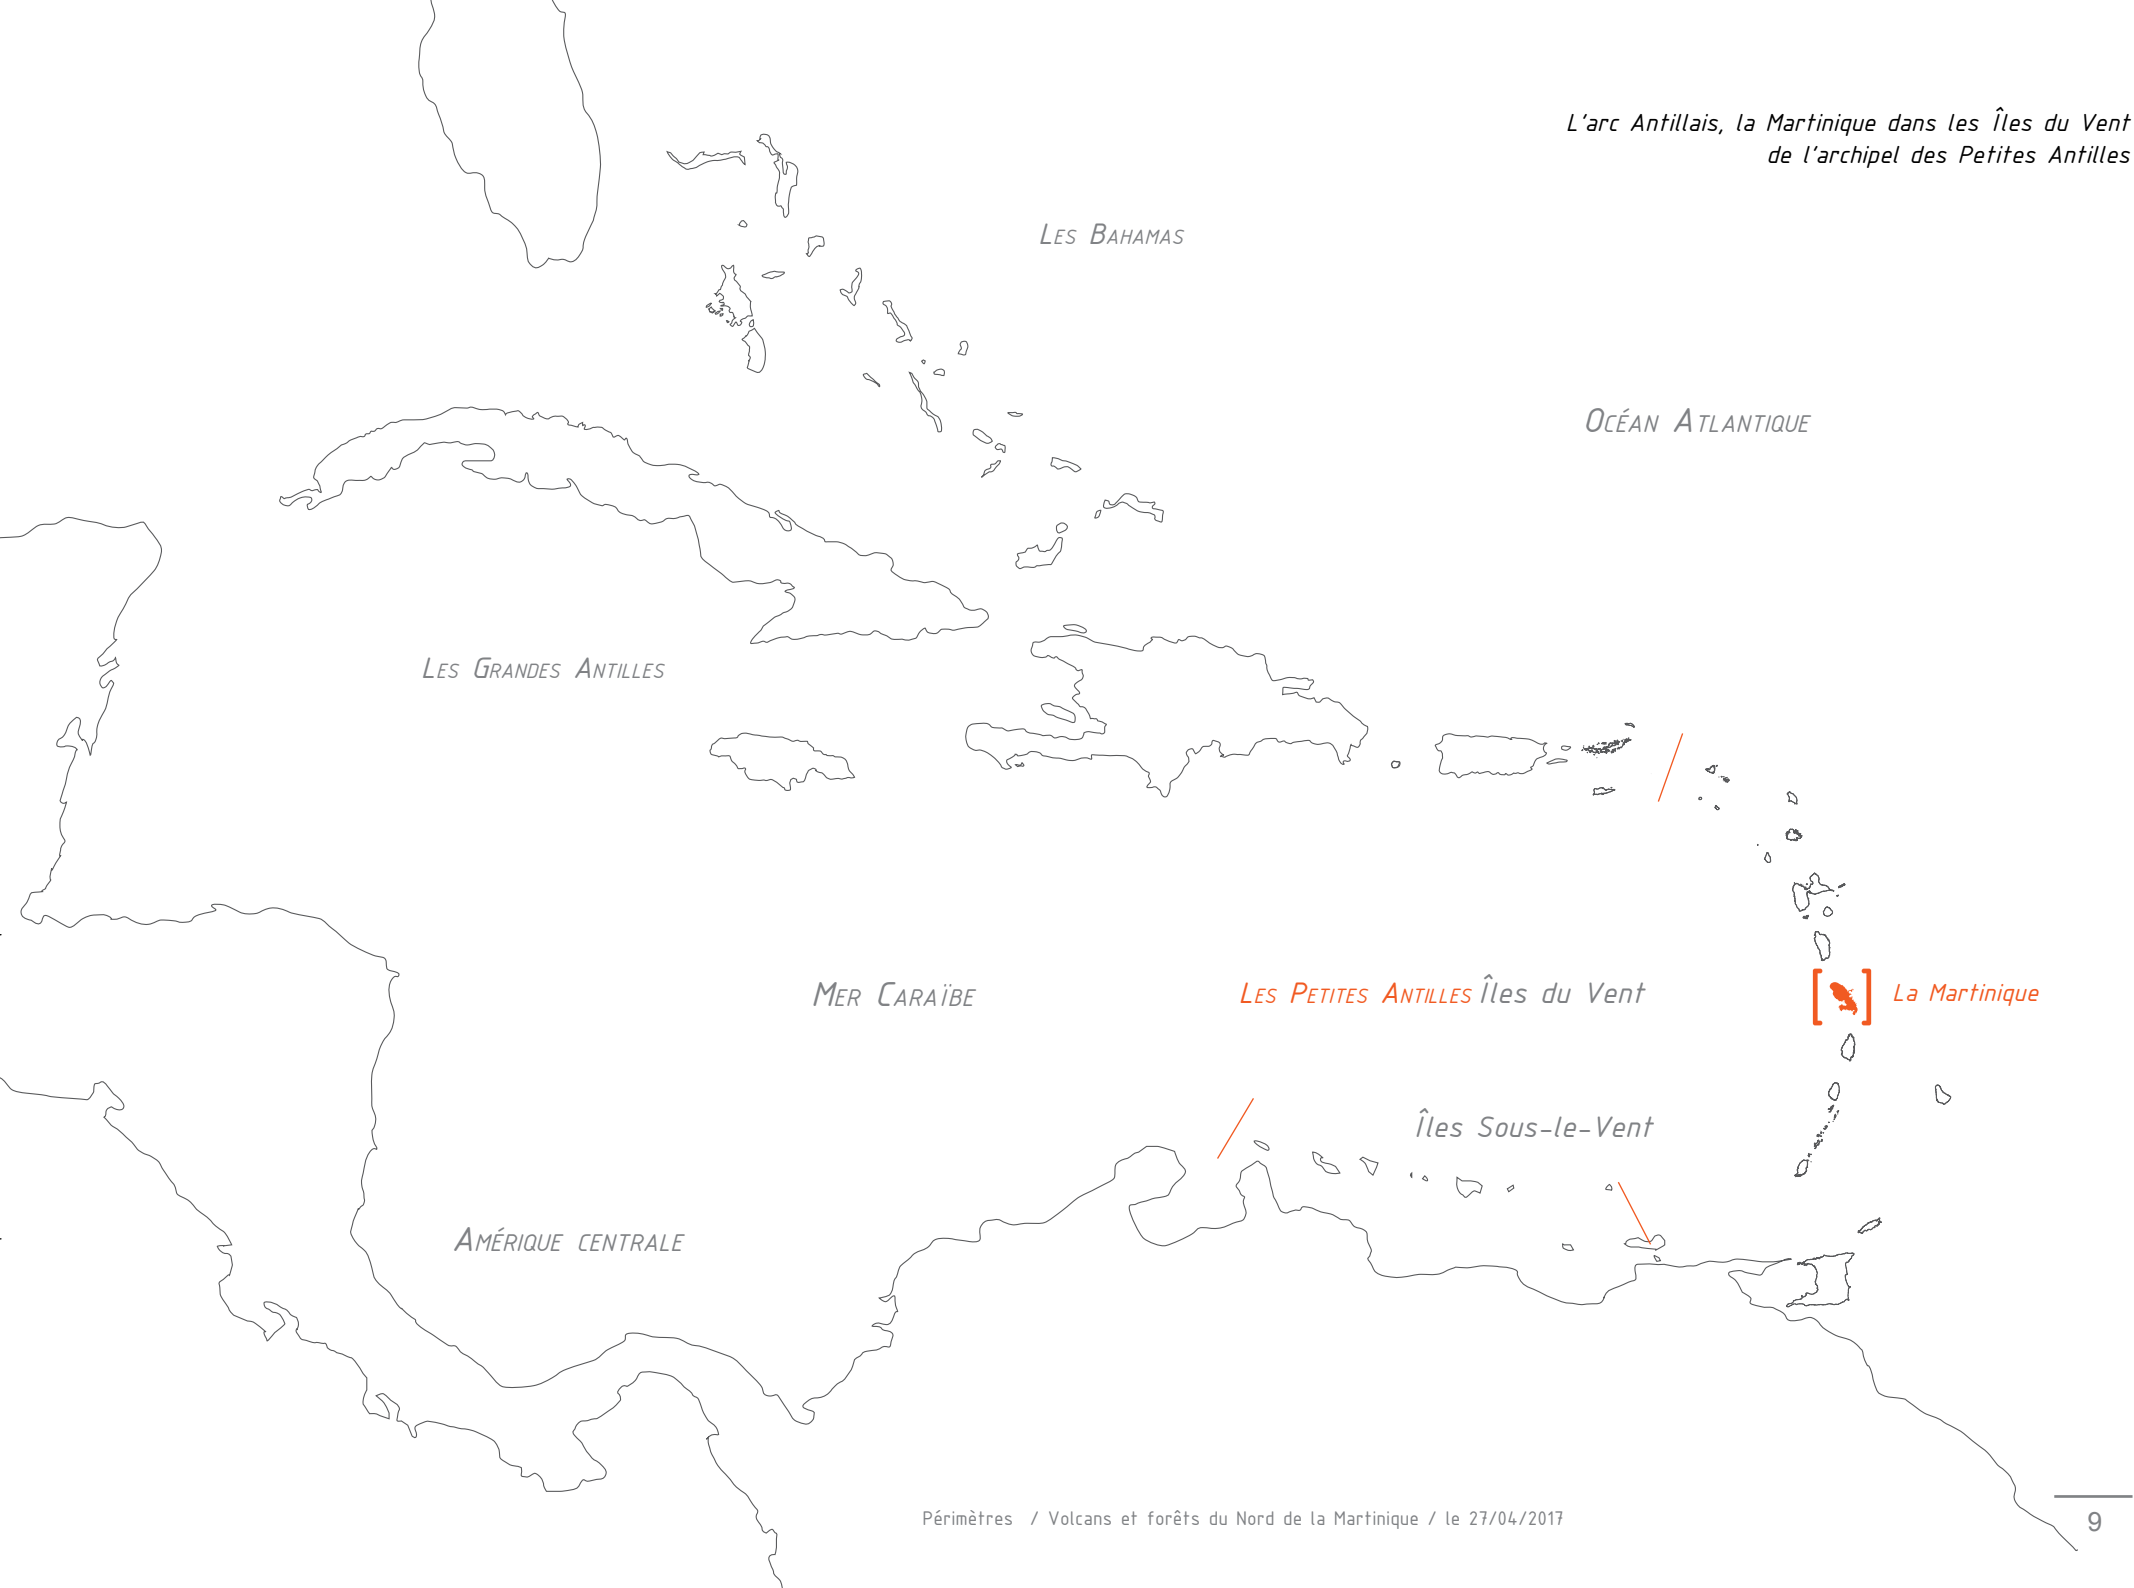 L'arc Antillais, la Martinique dans les Îles du Vent
de l'archipel des Petites Antilles
Les Bahamas
Océan Atlantique
Les Grandes Antilles
Mer Caraïbe
Les Petites Antilles Îles du Vent
La Martinique
Îles Sous-le-Vent
Amérique centrale
Périmètres / Volcans et forêts du Nord de la Martinique / le 27/04/2017
9